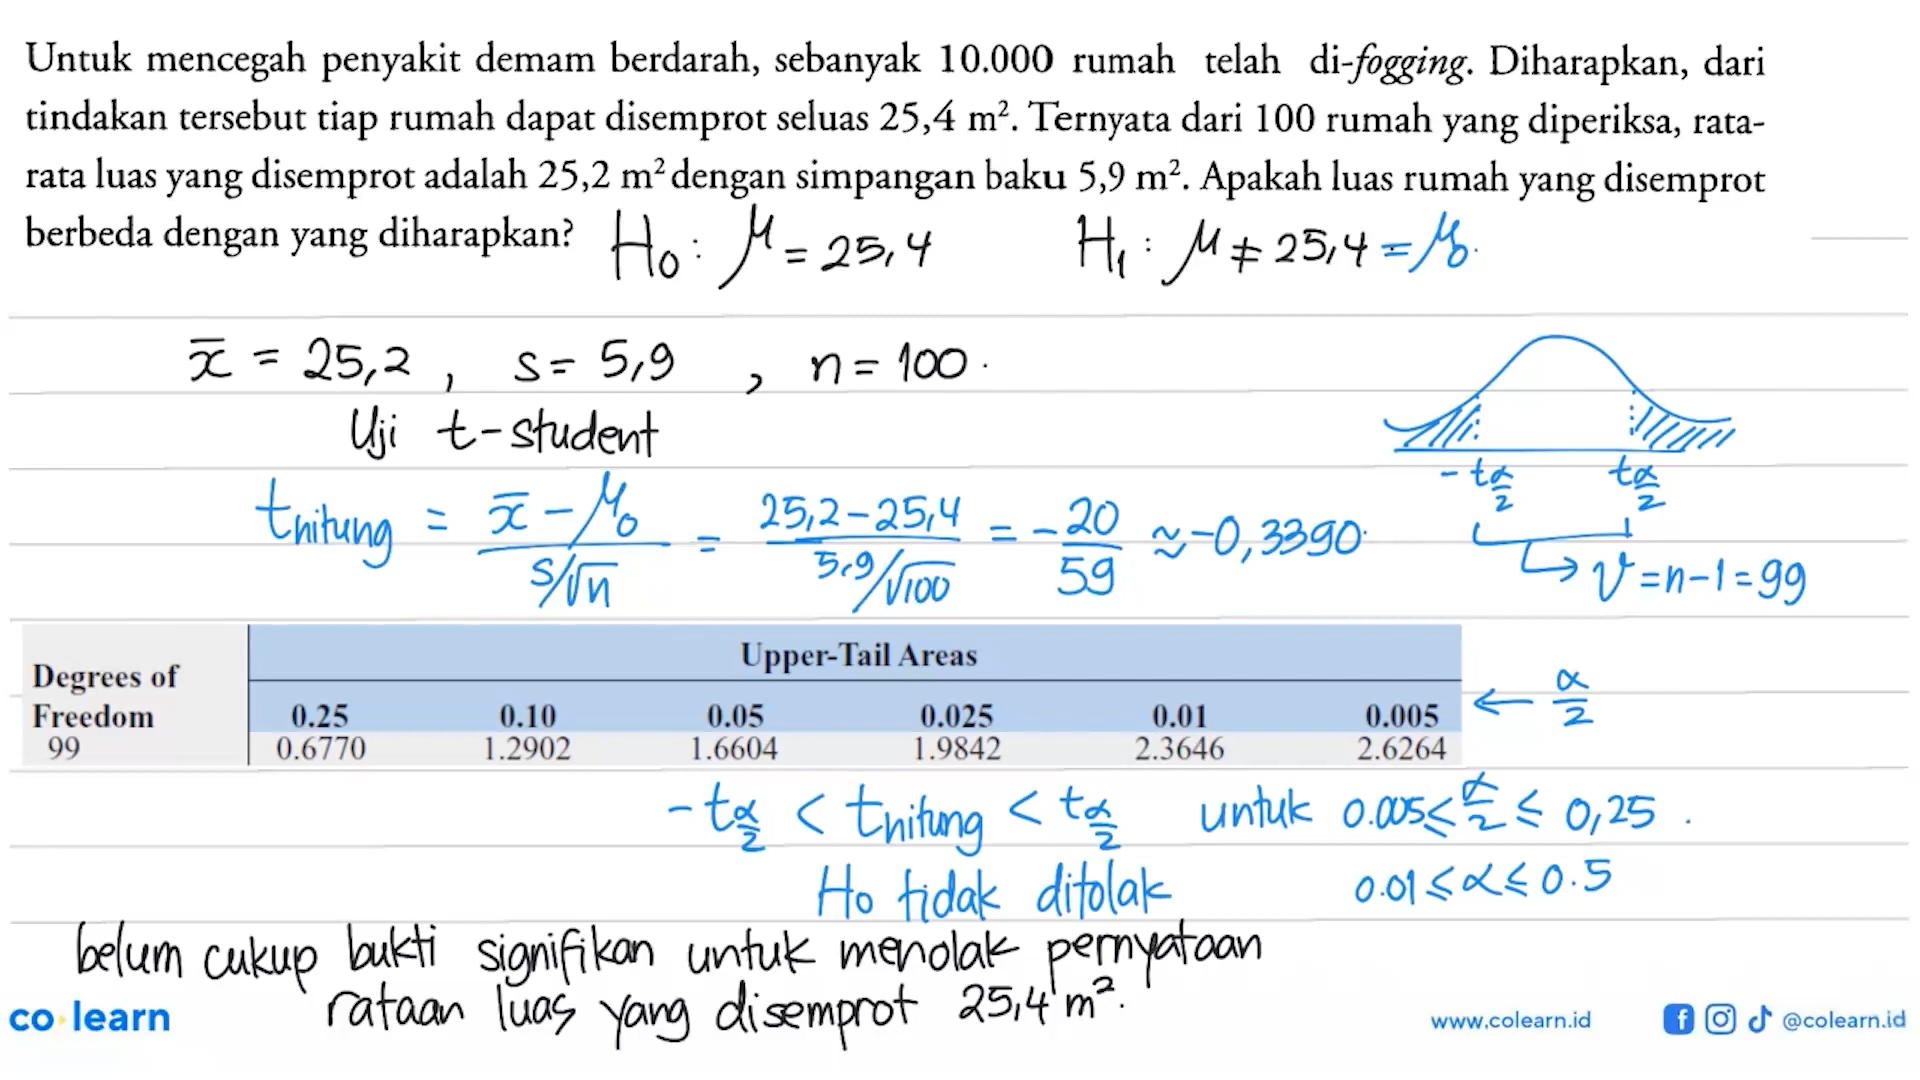 Untuk mencegah penyakit demam berdarah, sebanyak 10.000 rumah telah di-fogging. Diharapkan, dari
tindakan tersebut tiap rumah dapat disemprot seluas 25,4 m². Ternyata dari 100 rumah yang diperiksa, rata-
rata luas yang disemprot adalah 25,2 m² dengan simpangan baku 5,9 m². Apakah luas rumah yang disemprot
berbeda dengan yang diharapkan?
H₀ : μ = 25,4 H₁ : μ ≠ 25,4 = μ₀.
x̄ = 25,2 , s = 5,9 , n = 100.
Uji t-student
-t α/2 t α/2
t hitung = (x̄ - μ₀)/(s/√n) = (25,2 - 25,4)/(5,9/√100) = -20/59 ≈ -0,3390.
→ v = n-1 = 99
Upper-Tail Areas
Degrees of
Freedom 0.25 0.10 0.05 0.025 0.01 0.005 ← α/2
99 0.6770 1.2902 1.6604 1.9842 2.3646 2.6264
-t α/2 < t hitung < t α/2 untuk 0.005 ≤ α/2 ≤ 0,25.
H₀ tidak ditolak 0.01 ≤ α ≤ 0.5
belum cukup bukti signifikan untuk menolak pernyataan
rataan luas yang disemprot 25,4 m².
co learn
www.colearn.id @colearn.id